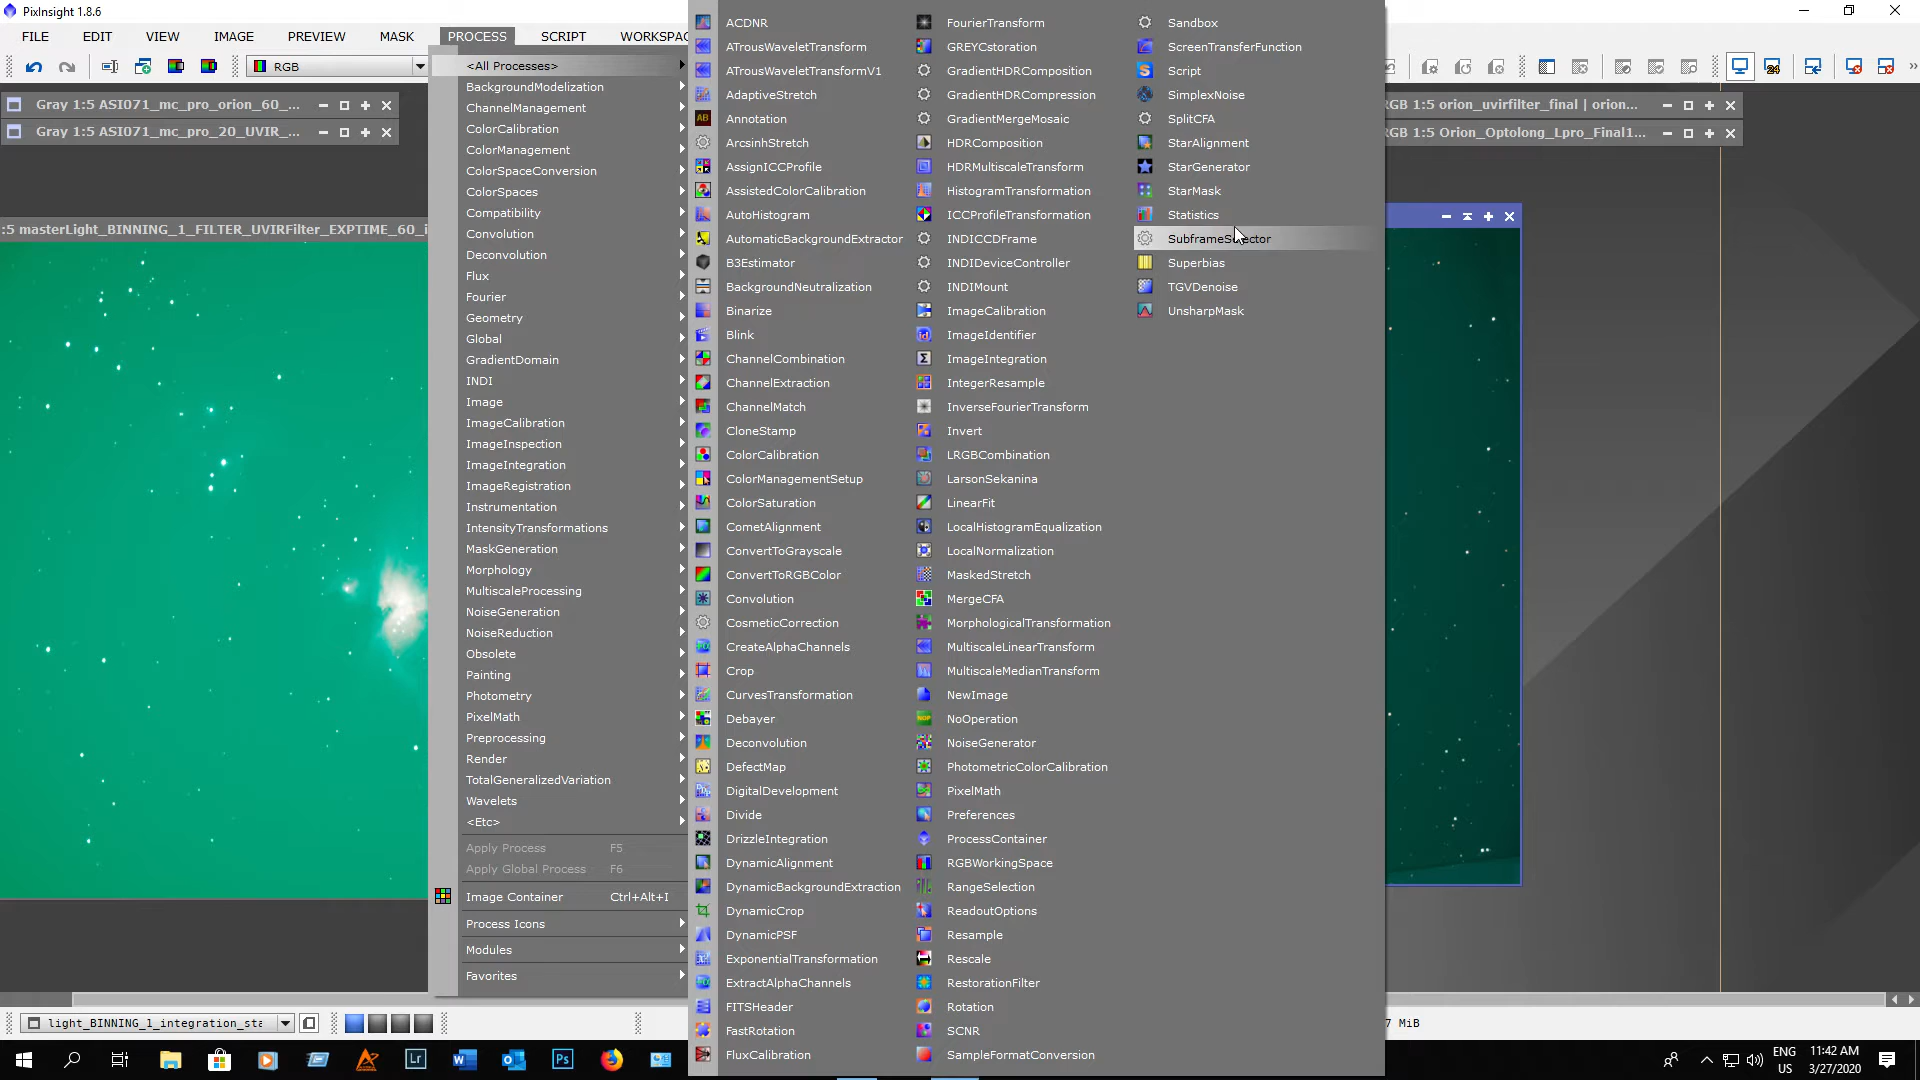 PixInsight 1.8.6
FILE EDIT VIEW IMAGE PREVIEW MASK PROCESS SCRIPT WORKSPAC
RGB
Gray 1:5 ASI071_mc_pro_orion_60_...
Gray 1:5 ASI071_mc_pro_20_UVIR_...
:5 masterLight_BINNING_1_FILTER_UVIRFilter_EXPTIME_60_i
<All Processes>
BackgroundModelization
ChannelManagement
ColorCalibration
ColorManagement
ColorSpaceConversion
ColorSpaces
Compatibility
Convolution
Deconvolution
Flux
Fourier
Geometry
Global
GradientDomain
INDI
Image
ImageCalibration
ImageInspection
ImageIntegration
ImageRegistration
Instrumentation
IntensityTransformations
MaskGeneration
Morphology
MultiscaleProcessing
NoiseGeneration
NoiseReduction
Obsolete
Painting
Photometry
PixelMath
Preprocessing
Render
TotalGeneralizedVariation
Wavelets
<Etc>
Apply Process F5
Apply Global Process F6
Image Container Ctrl+Alt+I
Process Icons
Modules
Favorites
ACDNR
ATrousWaveletTransform
ATrousWaveletTransformV1
AdaptiveStretch
Annotation
ArcsinhStretch
AssignICCProfile
AssistedColorCalibration
AutoHistogram
AutomaticBackgroundExtractor
B3Estimator
BackgroundNeutralization
Binarize
Blink
ChannelCombination
ChannelExtraction
ChannelMatch
CloneStamp
ColorCalibration
ColorManagementSetup
ColorSaturation
CometAlignment
ConvertToGrayscale
ConvertToRGBColor
Convolution
CosmeticCorrection
CreateAlphaChannels
Crop
CurvesTransformation
Debayer
Deconvolution
DefectMap
DigitalDevelopment
Divide
DrizzleIntegration
DynamicAlignment
DynamicBackgroundExtraction
DynamicCrop
DynamicPSF
ExponentialTransformation
ExtractAlphaChannels
FITSHeader
FastRotation
FluxCalibration
FourierTransform
GREYCstoration
GradientHDRComposition
GradientHDRCompression
GradientMergeMosaic
HDRComposition
HDRMultiscaleTransform
HistogramTransformation
ICCProfileTransformation
INDICCDFrame
INDIDeviceController
INDIMount
ImageCalibration
ImageIdentifier
ImageIntegration
IntegerResample
InverseFourierTransform
Invert
LRGBCombination
LarsonSekanina
LinearFit
LocalHistogramEqualization
LocalNormalization
MaskedStretch
MergeCFA
MorphologicalTransformation
MultiscaleLinearTransform
MultiscaleMedianTransform
NewImage
NoOperation
NoiseGenerator
PhotometricColorCalibration
PixelMath
Preferences
ProcessContainer
RGBWorkingSpace
RangeSelection
ReadoutOptions
Resample
Rescale
RestorationFilter
Rotation
SCNR
SampleFormatConversion
Sandbox
ScreenTransferFunction
Script
SimplexNoise
SplitCFA
StarAlignment
StarGenerator
StarMask
Statistics
SubframeSelector
Superbias
TGVDenoise
UnsharpMask
RGB 1:5 orion_uvirfilter_final | orion...
RGB 1:5 Orion_Optolong_Lpro_Final1...
light_BINNING_1_integration_sta
7 MiB
ENG
US
11:42 AM
3/27/2020